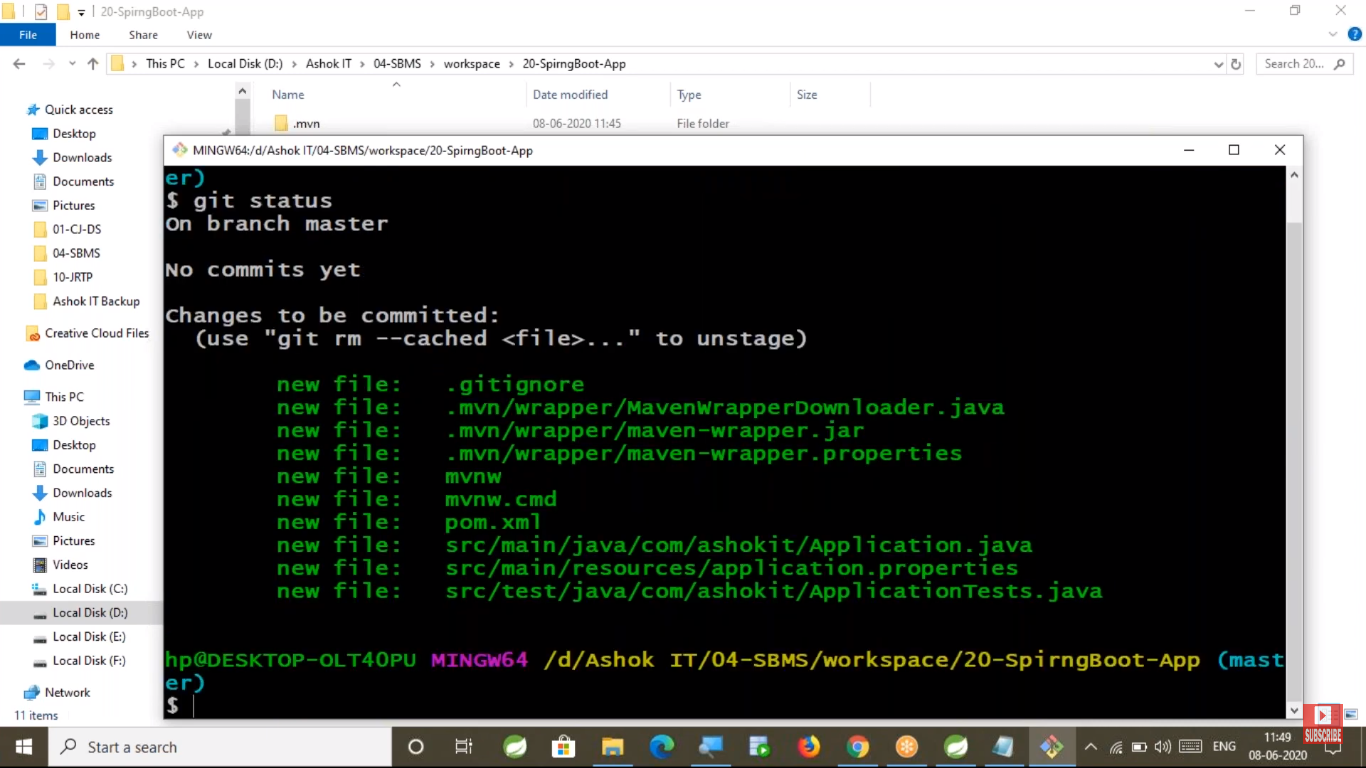 20-SpirngBoot-App
File Home Share View
This PC Local Disk (D:) Ashok IT 04-SBMS workspace 20-SpirngBoot-App
Search 20...
Name Date modified Type Size
.mvn 08-06-2020 11:45 File folder
Quick access
Desktop
Downloads
Documents
Pictures
01-CJ-DS
04-SBMS
10-JRTP
Ashok IT Backup
Creative Cloud Files
OneDrive
This PC
3D Objects
Desktop
Documents
Downloads
Music
Pictures
Videos
Local Disk (C:)
Local Disk (D:)
Local Disk (E:)
Local Disk (F:)
Network
11 items
MINGW64:/d/Ashok IT/04-SBMS/workspace/20-SpirngBoot-App
er)
$ git status
On branch master
No commits yet
Changes to be committed:
(use "git rm --cached <file>..." to unstage)
new file: .gitignore
new file: .mvn/wrapper/MavenWrapperDownloader.java
new file: .mvn/wrapper/maven-wrapper.jar
new file: .mvn/wrapper/maven-wrapper.properties
new file: mvnw
new file: mvnw.cmd
new file: pom.xml
new file: src/main/java/com/ashokit/Application.java
new file: src/main/resources/application.properties
new file: src/test/java/com/ashokit/ApplicationTests.java
hp@DESKTOP-OLT40PU MINGW64 /d/Ashok IT/04-SBMS/workspace/20-SpirngBoot-App (mast
er)
$
SUBSCRIBE
Start a search
ENG
11:49
08-06-2020